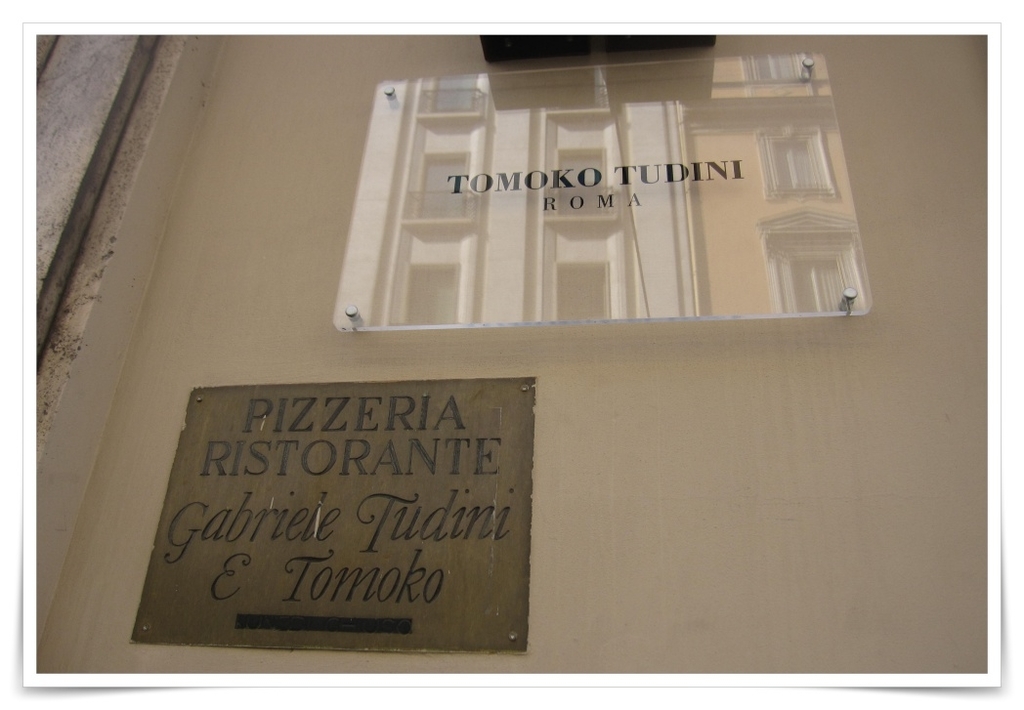 TOMOKO TUDINI
ROMA
PIZZERIA
RISTORANTE
Gabriele Tudini
E Tomoko